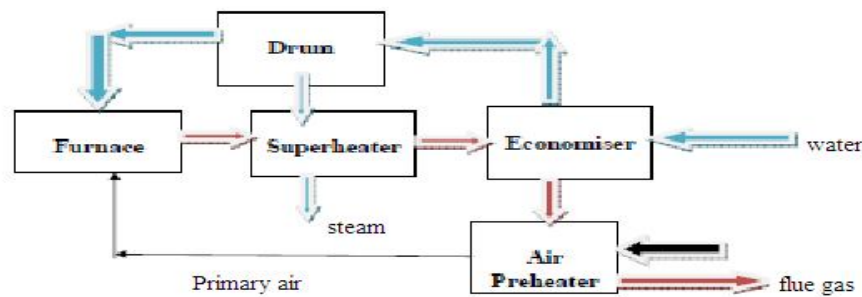 Drum
Furnace
Superheater
Economiser
water
steam
Air
Preheater
Primary air
flue gas